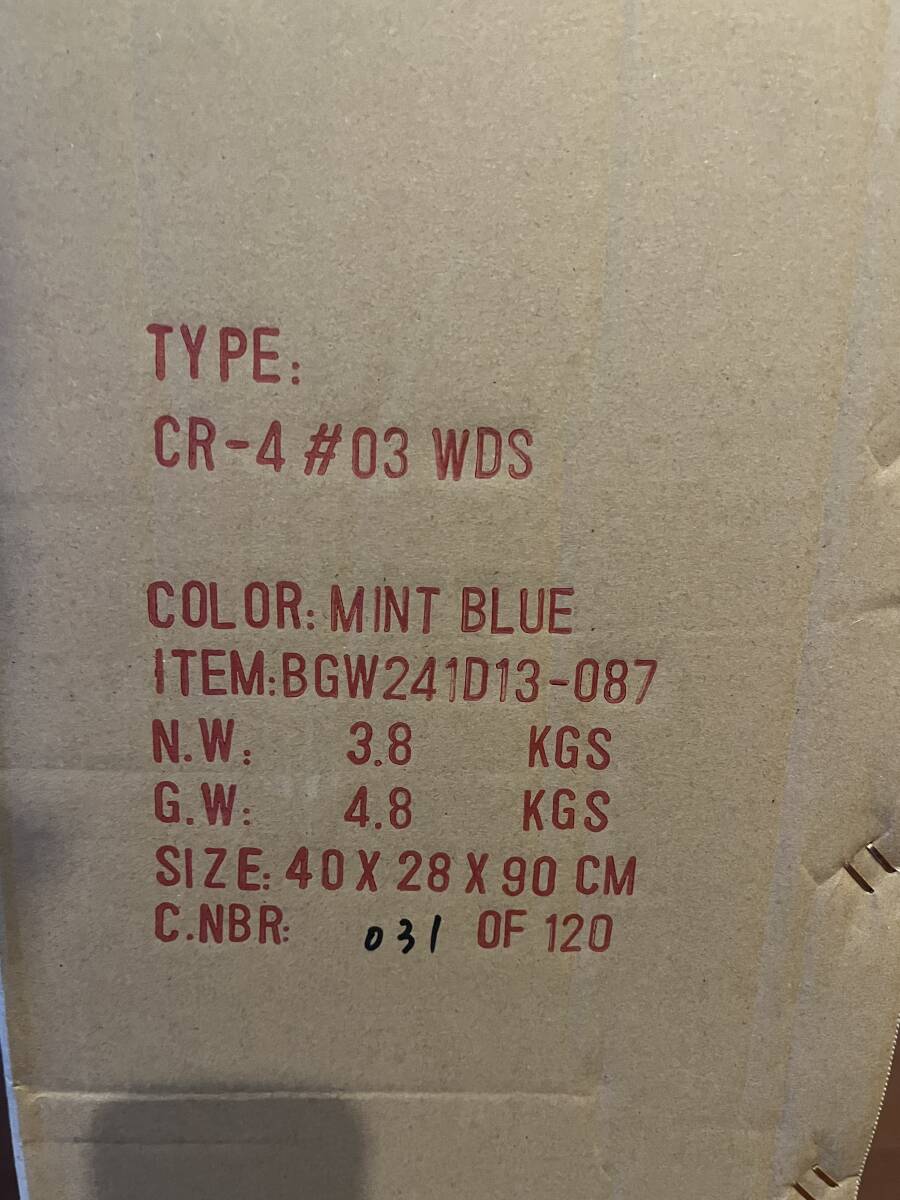 TYPE:
CR-4 #03 WDS
COLOR: MINT BLUE
ITEM:BGW241D13-087
N.W: 3.8 KGS
G.W: 4.8 KGS
SIZE: 40 X 28 X 90 CM
C.NBR: 031 OF 120